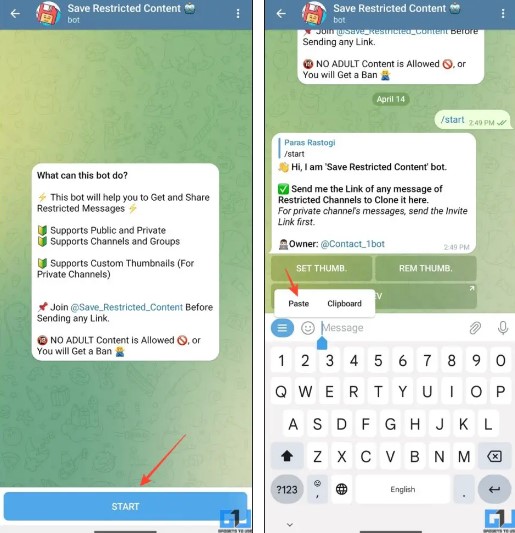 Save Restricted Content
bot
What can this bot do?
⚡ This bot will help you to Get and Share
Restricted Messages ⚡
🔰 Supports Public and Private
🔰 Supports Channels and Groups
🔰 Supports Custom Thumbnails (For
Private Channels)
📌 Join @Save_Restricted_Content Before
Sending any Link.
🔞 NO ADULT Content is Allowed 🚫, or
You will Get a Ban 🙇
START
Save Restricted Content
bot
📌 Join @Save_Restricted_Content Before
Sending any Link.
🔞 NO ADULT Content is Allowed 🚫, or
You will Get a Ban 🙇
April 14
/start 2:49 PM
Paras Rastogi
/start
👋 Hi, I am 'Save Restricted Content' bot.
✅ Send me the Link of any message of
Restricted Channels to Clone it here.
For private channel's messages, send the Invite
Link first.
Owner: @Contact_1bot
2:49 PM
SET THUMB. REM THUMB.
Paste Clipboard
Message
1 2 3 4 5 6 7 8 9 0
Q W E R T Y U I O P
A S D F G H J K L
Z X C V B N M
?123 , English .
GADGETS TO USE